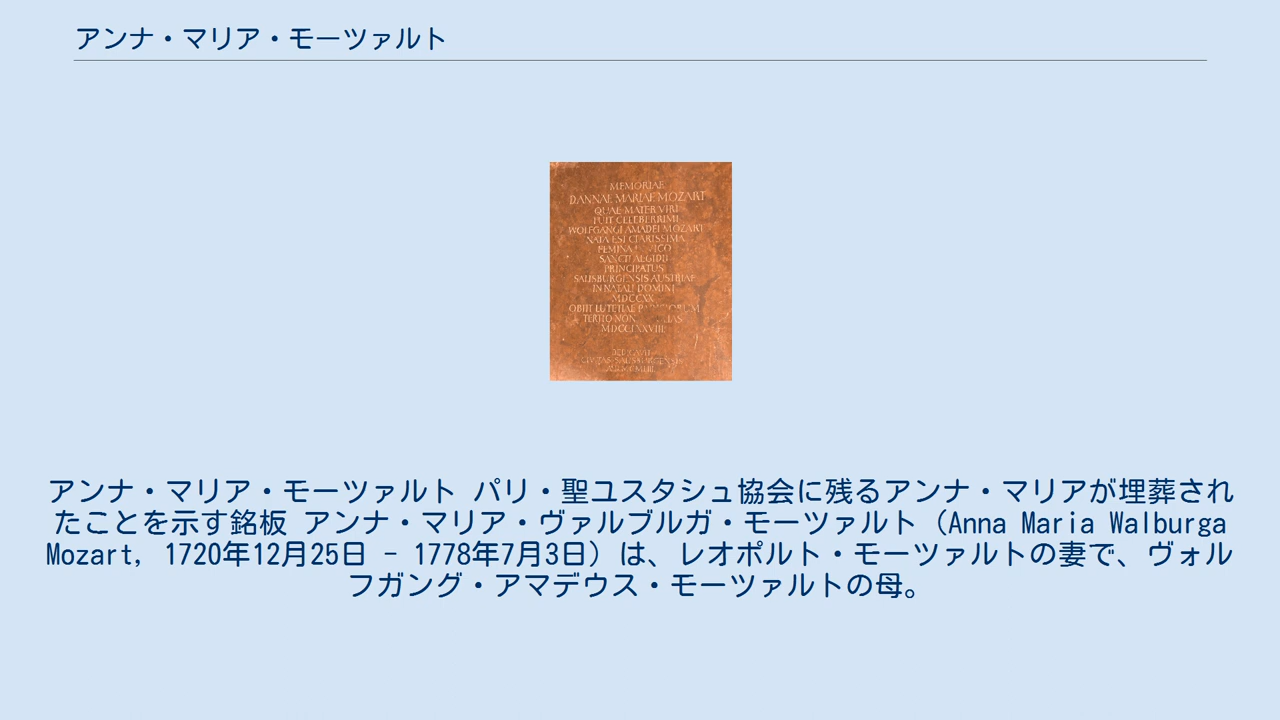 アンナ・マリア・モーツァルト
MEMORIAE
DANNAE MARIAE MOZART
QUAE MATER VIRI
FUIT CELEBERRIMI
WOLFGANGI AMADEI MOZART
NATA EST CLARISSIMA
FEMINA ICO
SANCTI AEGIDII
PRINCIPATUS
SALISBURGENSIS AUSTRIAE
IN NATALI DOMINI
MDCCXX
OBIIT LUTETIAE
TERTIO NON
MDCCLXXVIII
CIVITAS SALISBURGENSIS
アンナ・マリア・モーツァルト パリ・聖ユスタシュ協会に残るアンナ・マリアが埋葬され
たことを示す銘板 アンナ・マリア・ヴァルブルガ・モーツァルト（Anna Maria Walburga
Mozart, 1720年12月25日 - 1778年7月3日）は、レオポルト・モーツァルトの妻で、ヴォル
フガング・アマデウス・モーツァルトの母。